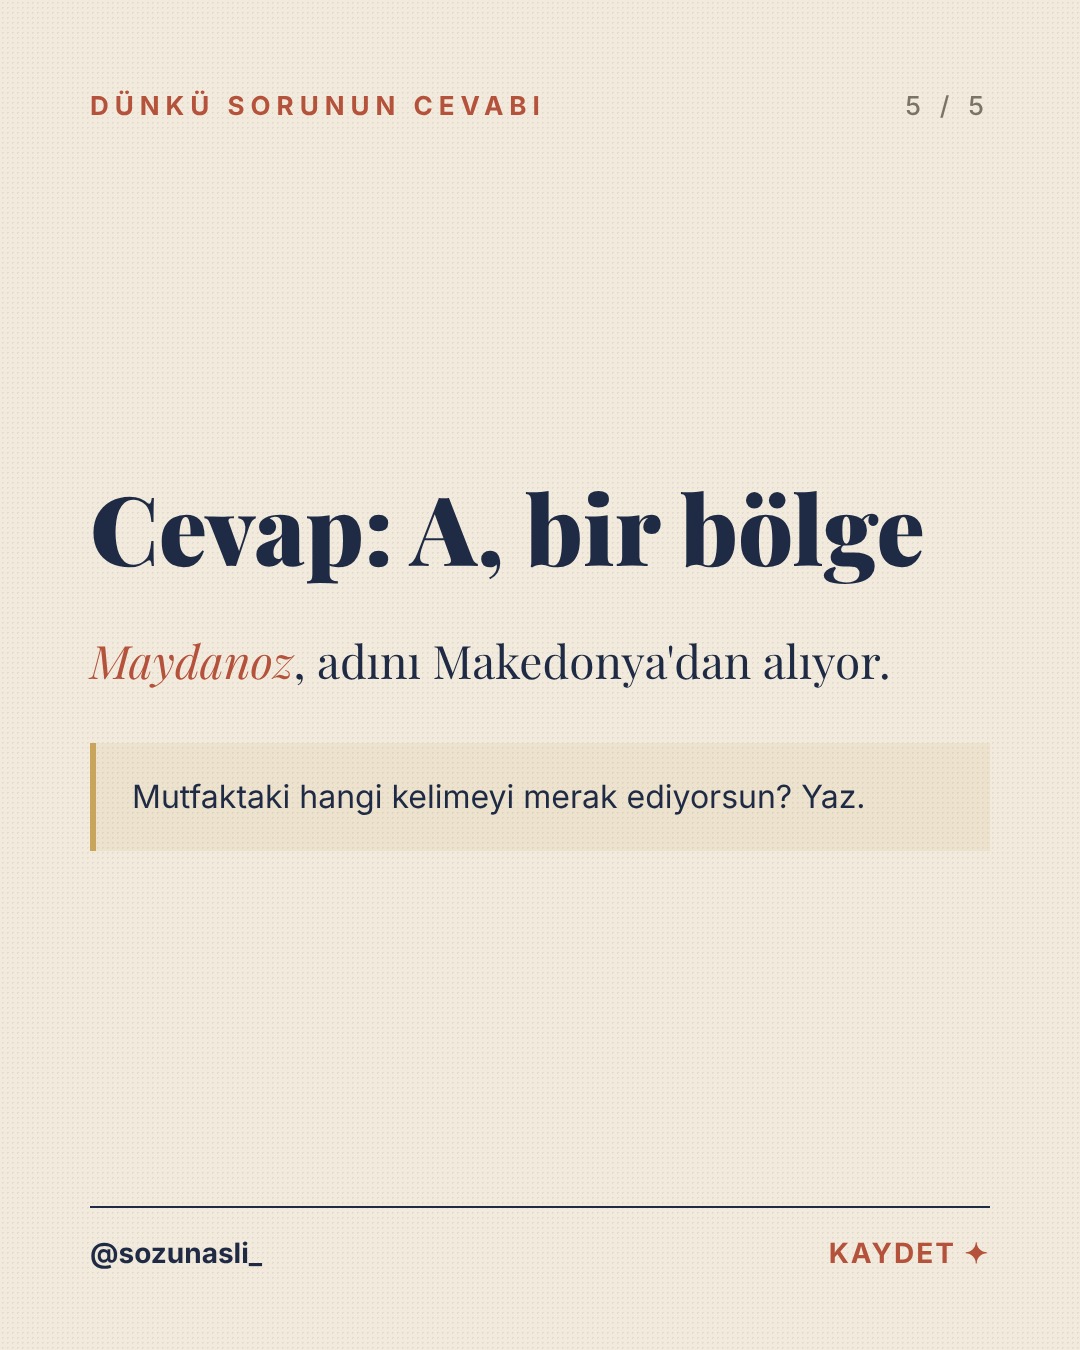 DÜNKÜ SORUNUN CEVABI
5 / 5
Cevap: A, bir bölge
Maydanoz, adını Makedonya'dan alıyor.
Mutfaktaki hangi kelimeyi merak ediyorsun? Yaz.
@sozunasli_
KAYDET ✦